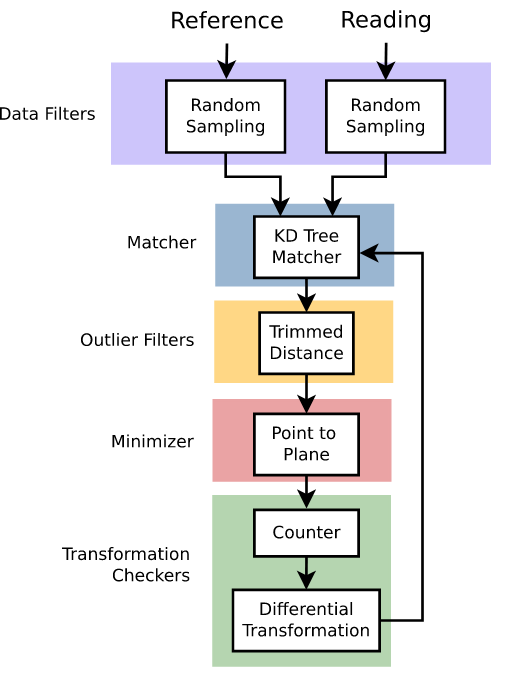 Reference
Reading
Data Filters
Random
Sampling
Random
Sampling
Matcher
KD Tree
Matcher
Outlier Filters
Trimmed
Distance
Minimizer
Point to
Plane
Transformation
Checkers
Counter
Differential
Transformation